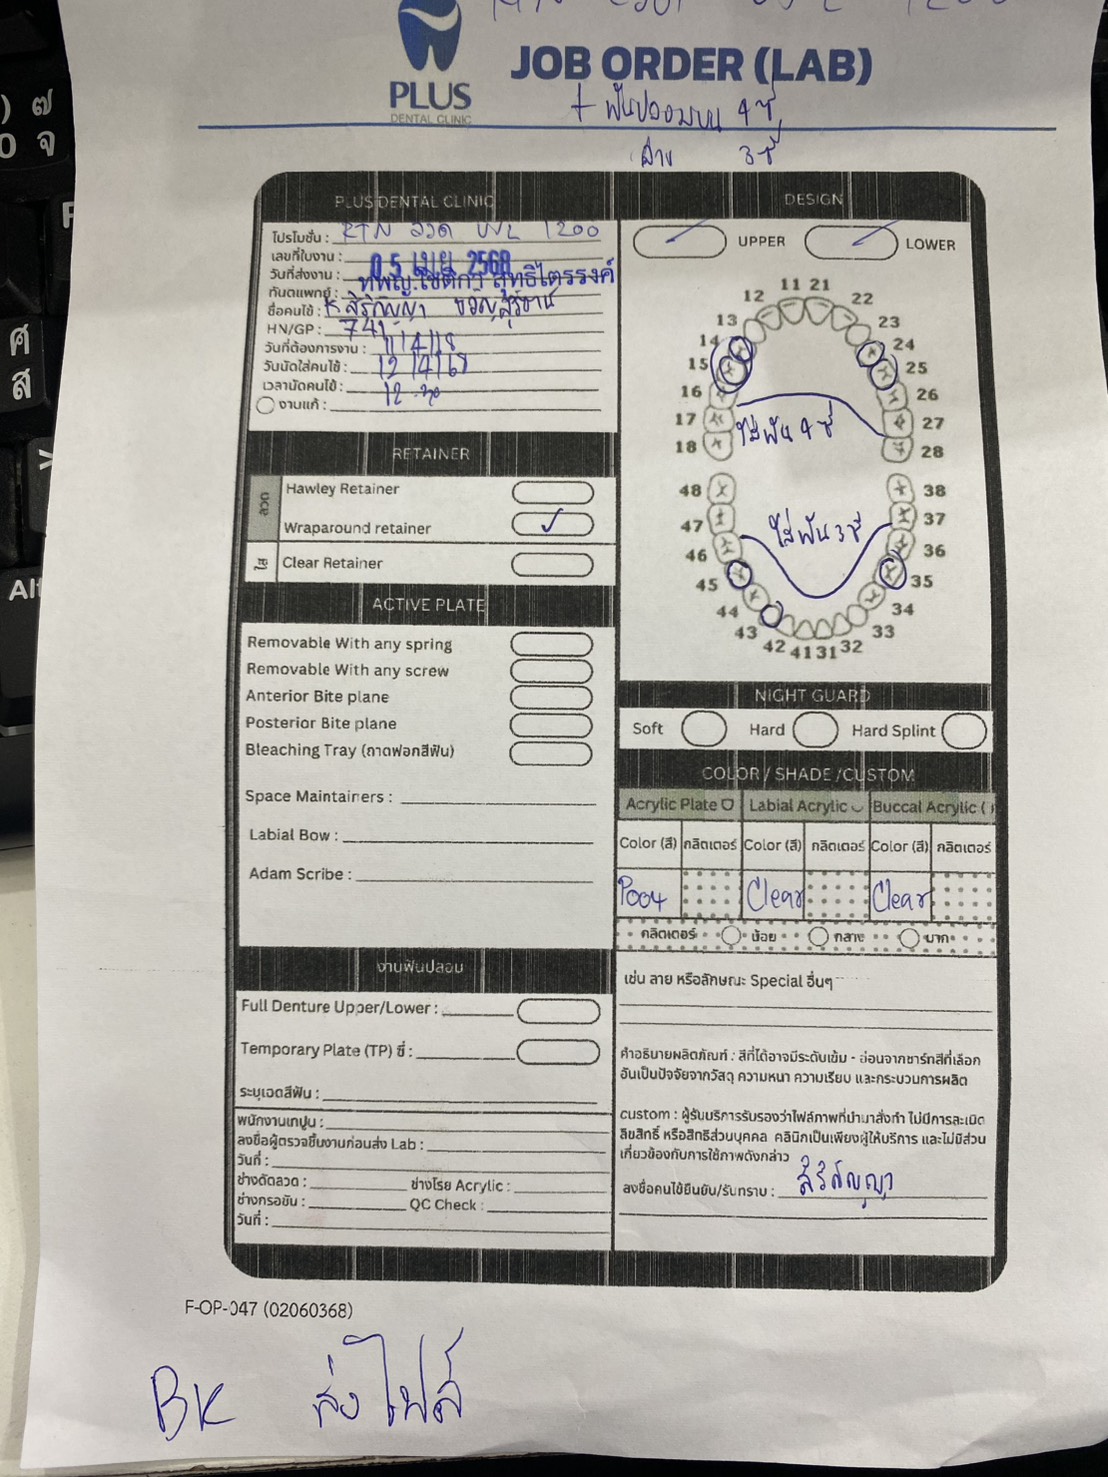 PLUS
DENTAL CLINIC
JOB ORDER (LAB)
+ ฟันปลอมบน 4 ซี่
ล่าง 3 ซี่
PLUS DENTAL CLINIC
โปรโมชั่น : RTN ลวด บน/ล 1200
เลขที่ใบงาน :
วันที่ส่งงาน : 05 เม.ย. 2568
ทันตแพทย์ : ทพญ.โชติกา สุทธิไตรรงค์
ชื่อคนไข้ : K สิริกัญญา
HN/GP : 741
วันที่ต้องการงาน : 11/4/68
วันนัดใส่คนไข้ : 12/4/68
เวลานัดคนไข้ : 12.30
งานแก้ :
RETAINER
ลวด
Hawley Retainer
Wraparound retainer ✓
ใส
Clear Retainer
ACTIVE PLATE
Removable With any spring
Removable With any screw
Anterior Bite plane
Posterior Bite plane
Bleaching Tray (ถาดฟอกสีฟัน)
Space Maintainers :
Labial Bow :
Adam Scribe :
งานฟันปลอม
Full Denture Upper/Lower :
Temporary Plate (TP) ซี่ :
ระบุเฉดสีฟัน :
พนักงานเทปูน :
ลงชื่อผู้ตรวจชิ้นงานก่อนส่ง Lab :
วันที่ :
ช่างดัดลวด : ช่างโรย Acrylic :
ช่างกรอขัน : QC Check :
วันที่ :
DESIGN
✓ UPPER ✓ LOWER
11 21
12 22
13 23
14 24
15 25
16 26
17 27
18 28
ใส่ฟัน 4 ซี่
48 38
47 37
46 36
45 35
44 34
43 33
42 41 31 32
ใส่ฟัน 3 ซี่
NIGHT GUARD
Soft Hard Hard Splint
COLOR / SHADE /CUSTOM
Acrylic Plate Labial Acrylic Buccal Acrylic
Color (สี) กลิตเตอร์ Color (สี) กลิตเตอร์ Color (สี) กลิตเตอร์
P004 Clear Clear
กลิตเตอร์ น้อย กลาง มาก
เช่น ลาย หรือลักษณะ Special อื่นๆ
คำอธิบายผลิตภัณฑ์ : สีที่ได้อาจมีระดับเข้ม - อ่อนจากชาร์ทสีที่เลือก
อันเป็นปัจจัยจากวัสดุ ความหนา ความเรียบ และกระบวนการผลิต
custom : ผู้รับบริการรับรองว่าไฟล์ภาพที่นำมาสั่งทำ ไม่มีการละเมิด
ลิขสิทธิ์ หรือสิทธิส่วนบุคคล คลินิกเป็นเพียงผู้ให้บริการ และไม่มีส่วน
เกี่ยวข้องกับการใช้ภาพดังกล่าว
ลงชื่อคนไข้ยืนยัน/รับทราบ : สิริกัญญา
F-OP-047 (02060368)
BK ส่งไฟล์